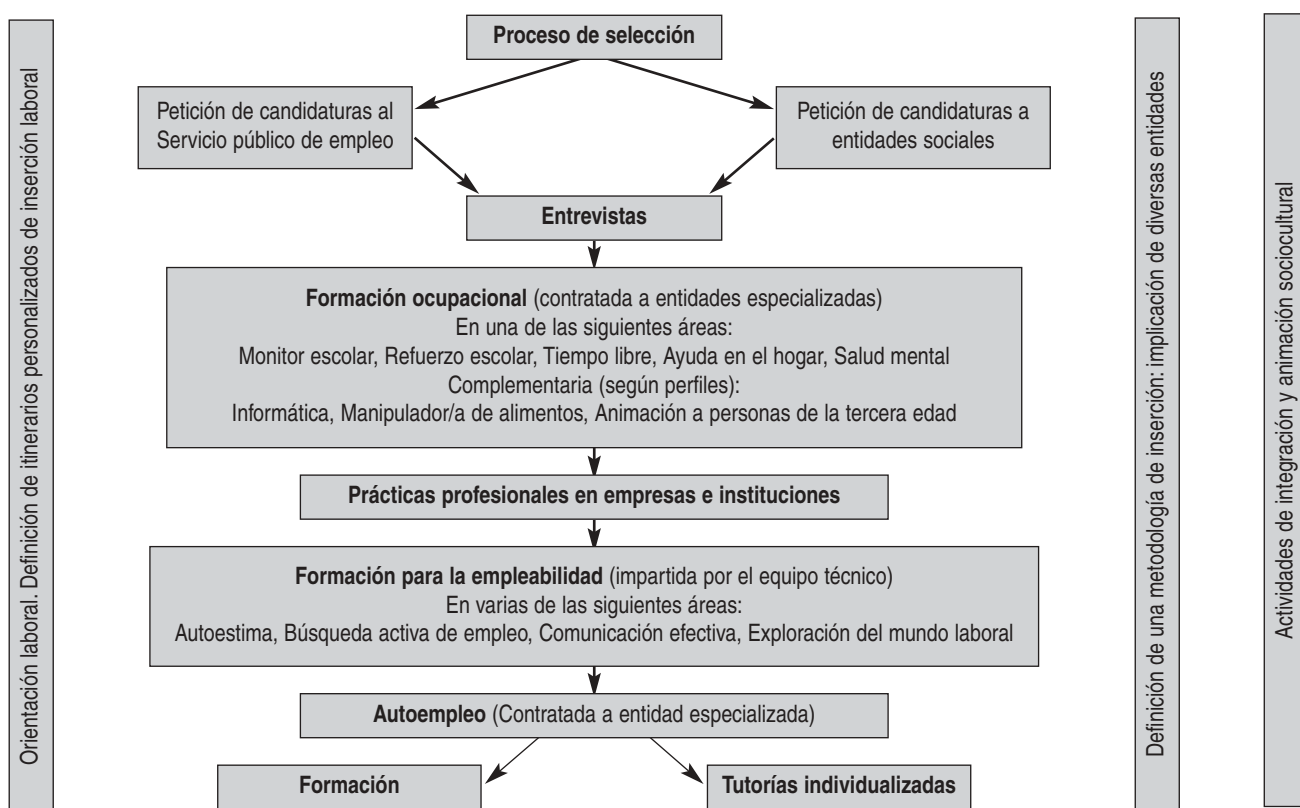 Orientación laboral. Definición de itinerarios personalizados de inserción laboral
Proceso de selección
Petición de candidaturas al
Servicio público de empleo
Petición de candidaturas a
entidades sociales
Entrevistas
Formación ocupacional (contratada a entidades especializadas)
En una de las siguientes áreas:
Monitor escolar, Refuerzo escolar, Tiempo libre, Ayuda en el hogar, Salud mental
Complementaria (según perfiles):
Informática, Manipulador/a de alimentos, Animación a personas de la tercera edad
Prácticas profesionales en empresas e instituciones
Formación para la empleabilidad (impartida por el equipo técnico)
En varias de las siguientes áreas:
Autoestima, Búsqueda activa de empleo, Comunicación efectiva, Exploración del mundo laboral
Autoempleo (Contratada a entidad especializada)
Formación
Tutorías individualizadas
Definición de una metodología de inserción: implicación de diversas entidades
Actividades de integración y animación sociocultural